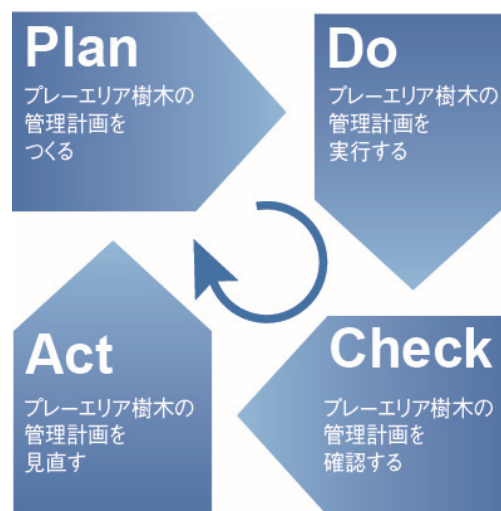 Plan
プレーエリア樹木の
管理計画を
つくる
Do
プレーエリア樹木の
管理計画を
実行する
Check
プレーエリア樹木の
管理計画を
確認する
Act
プレーエリア樹木の
管理計画を
見直す